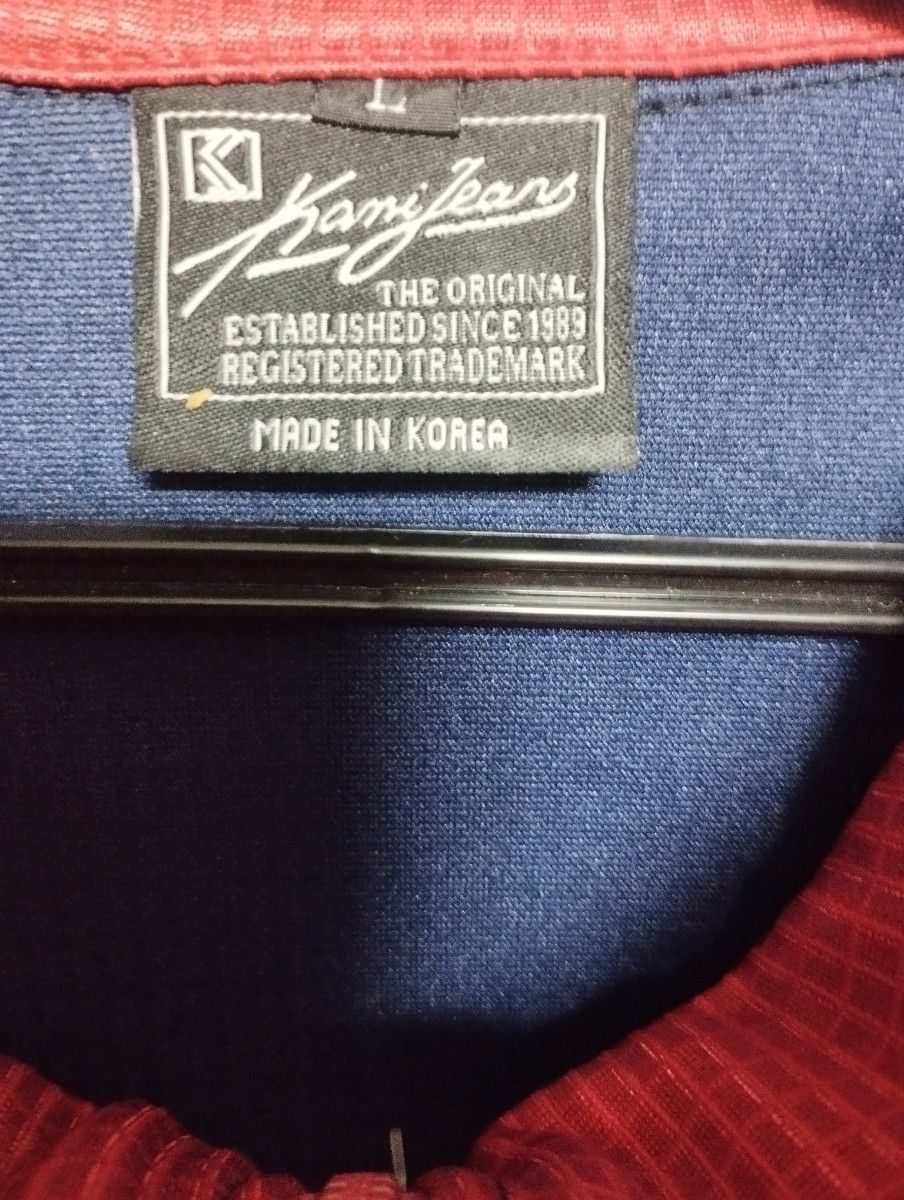 L
K
Kani Jeans
THE ORIGINAL
ESTABLISHED SINCE 1989
REGISTERED TRADEMARK
MADE IN KOREA